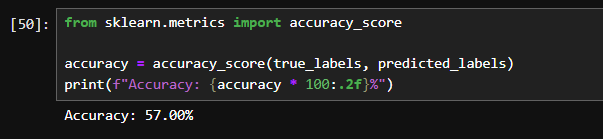 [50]: from sklearn.metrics import accuracy_score
accuracy = accuracy_score(true_labels, predicted_labels)
print(f"Accuracy: {accuracy * 100:.2f}%")
Accuracy: 57.00%